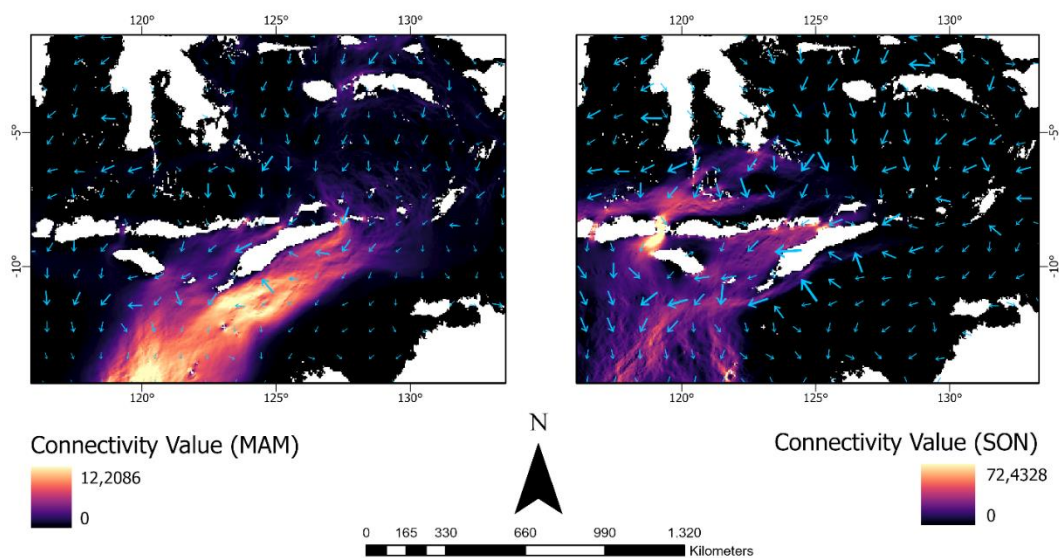 120° 125° 130°
120° 125° 130°
-5°
-10°
-5°
-10°
120° 125° 130°
120° 125° 130°
N
Connectivity Value (MAM)
12,2086
0
Connectivity Value (SON)
72,4328
0
0 165 330 660 990 1.320
Kilometers